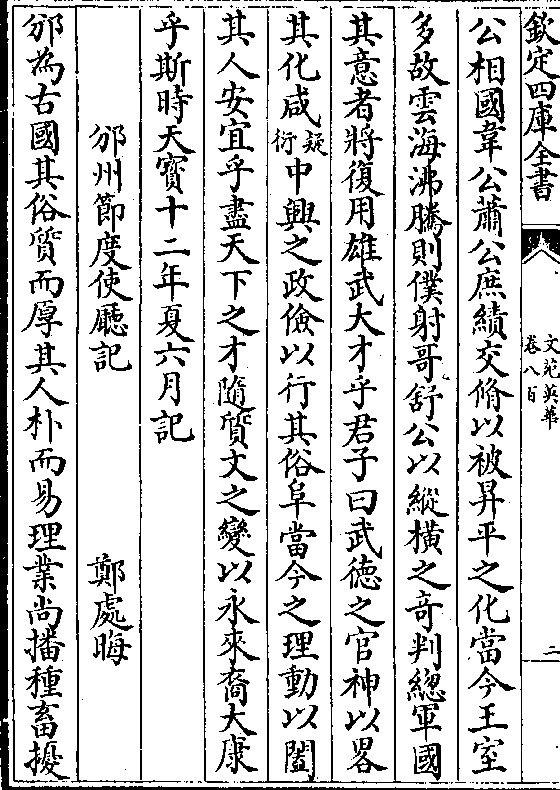 欽定四庫全書
文苑英華
卷八百
二
公相國韋公蕭公庶績交脩以被昇平之化當今王室
多故雲海沸騰則僕射哥舒公以縱橫之竒判緫軍國
其意者將復用雄武大才乎君子曰武徳之官神以畧
其化咸疑衍中興之政儉以行其俗阜當今之理動以闔
其人安宜乎盡天下之才隨質文之變以永來裔大康
乎斯時天寳十二年夏六月記
邠州節度使廳記 鄭處晦
邠為古國其俗質而厚其人朴而易理業尚播種畜擾